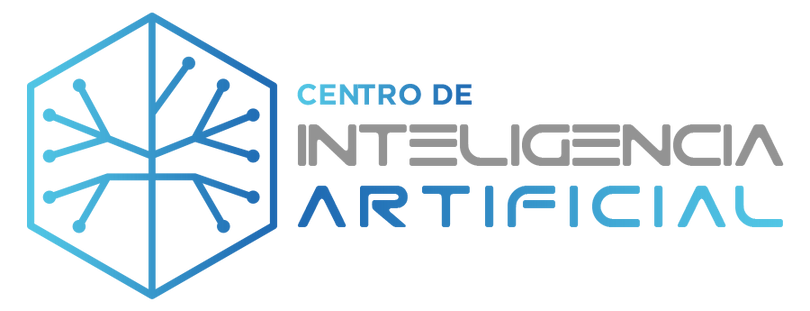 CENTRO DE
INTELIGENCIA
ARTIFICIAL